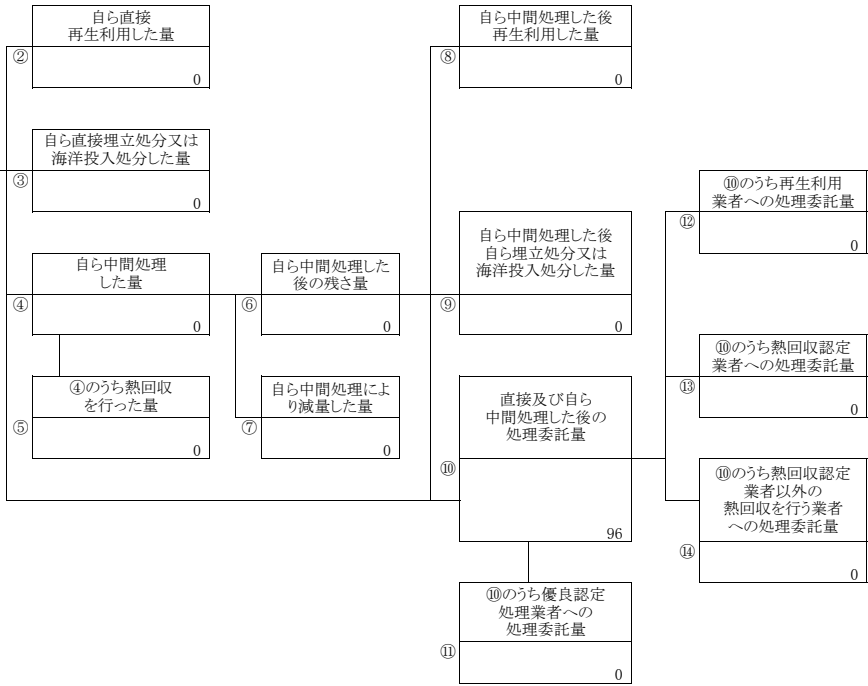 自ら直接
再生利用した量
②
0
自ら中間処理した後
再生利用した量
⑧
0
自ら直接埋立処分又は
海洋投入処分した量
③
0
⑩のうち再生利用
業者への処理委託量
⑫
0
自ら中間処理
した量
④
0
自ら中間処理した
後の残さ量
⑥
0
自ら中間処理した後
自ら埋立処分又は
海洋投入処分した量
⑨
0
⑩のうち熱回収認定
業者への処理委託量
⑬
0
④のうち熱回収
を行った量
⑤
0
自ら中間処理によ
り減量した量
⑦
0
直接及び自ら
中間処理した後の
処理委託量
⑩
96
⑩のうち熱回収認定
業者以外の
熱回収を行う業者
への処理委託量
⑭
0
⑩のうち優良認定
処理業者への
処理委託量
⑪
0